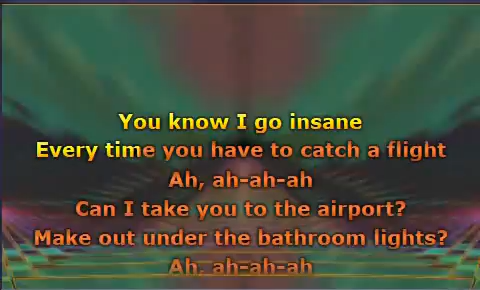 You know I go insane
Every time you have to catch a flight
Ah, ah-ah-ah
Can I take you to the airport?
Make out under the bathroom lights?
Ah, ah-ah-ah